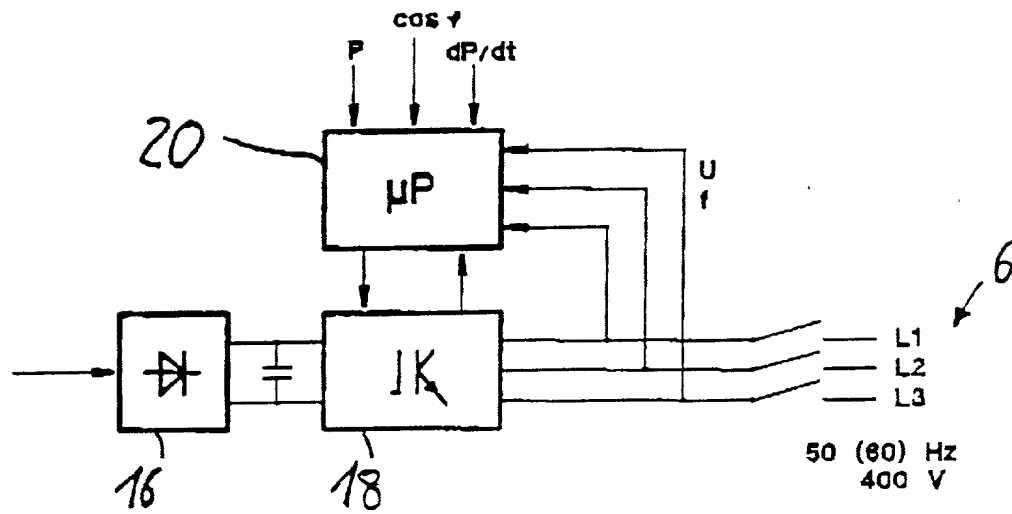 cos φ
P
dP/dt
20
μP
U
f
6
L1
L2
L3
16
18
50 (60) Hz
400 V